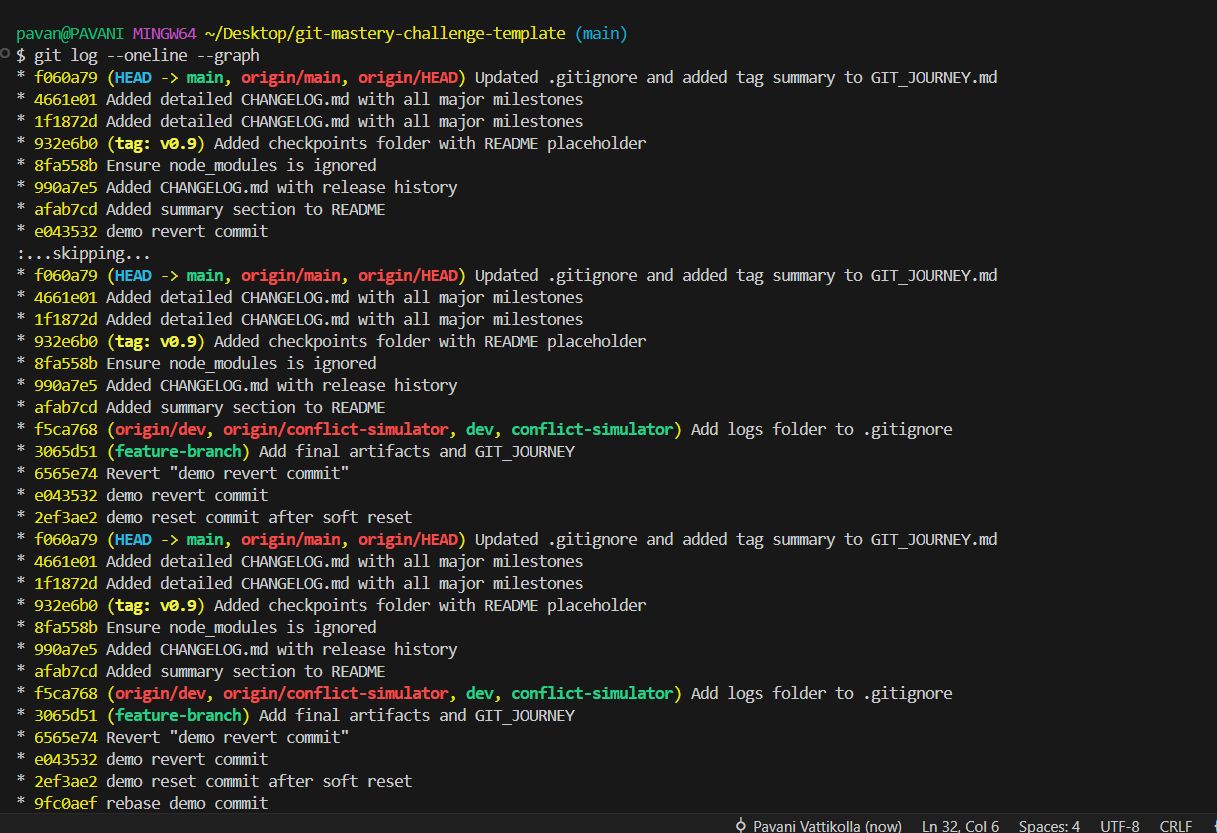 pavan@PAVANI MINGW64 ~/Desktop/git-mastery-challenge-template (main)
$ git log --oneline --graph
* f060a79 (HEAD -> main, origin/main, origin/HEAD) Updated .gitignore and added tag summary to GIT_JOURNEY.md
* 4661e01 Added detailed CHANGELOG.md with all major milestones
* 1f1872d Added detailed CHANGELOG.md with all major milestones
* 932e6b0 (tag: v0.9) Added checkpoints folder with README placeholder
* 8fa558b Ensure node_modules is ignored
* 990a7e5 Added CHANGELOG.md with release history
* afab7cd Added summary section to README
* e043532 demo revert commit
:...skipping...
* f060a79 (HEAD -> main, origin/main, origin/HEAD) Updated .gitignore and added tag summary to GIT_JOURNEY.md
* 4661e01 Added detailed CHANGELOG.md with all major milestones
* 1f1872d Added detailed CHANGELOG.md with all major milestones
* 932e6b0 (tag: v0.9) Added checkpoints folder with README placeholder
* 8fa558b Ensure node_modules is ignored
* 990a7e5 Added CHANGELOG.md with release history
* afab7cd Added summary section to README
* f5ca768 (origin/dev, origin/conflict-simulator, dev, conflict-simulator) Add logs folder to .gitignore
* 3065d51 (feature-branch) Add final artifacts and GIT_JOURNEY
* 6565e74 Revert "demo revert commit"
* e043532 demo revert commit
* 2ef3ae2 demo reset commit after soft reset
* f060a79 (HEAD -> main, origin/main, origin/HEAD) Updated .gitignore and added tag summary to GIT_JOURNEY.md
* 4661e01 Added detailed CHANGELOG.md with all major milestones
* 1f1872d Added detailed CHANGELOG.md with all major milestones
* 932e6b0 (tag: v0.9) Added checkpoints folder with README placeholder
* 8fa558b Ensure node_modules is ignored
* 990a7e5 Added CHANGELOG.md with release history
* afab7cd Added summary section to README
* f5ca768 (origin/dev, origin/conflict-simulator, dev, conflict-simulator) Add logs folder to .gitignore
* 3065d51 (feature-branch) Add final artifacts and GIT_JOURNEY
* 6565e74 Revert "demo revert commit"
* e043532 demo revert commit
* 2ef3ae2 demo reset commit after soft reset
* 9fc0aef rebase demo commit
Pavani Vattikolla (now) Ln 32, Col 6 Spaces: 4 UTF-8 CRLF